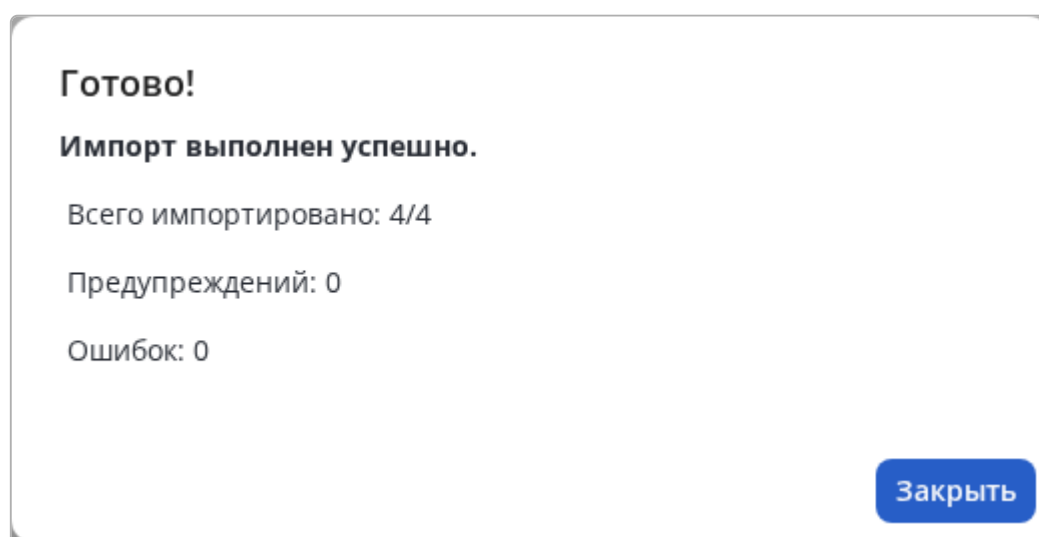 Готово!
Импорт выполнен успешно.
Всего импортировано: 4/4
Предупреждений: 0
Ошибок: 0
Закрыть